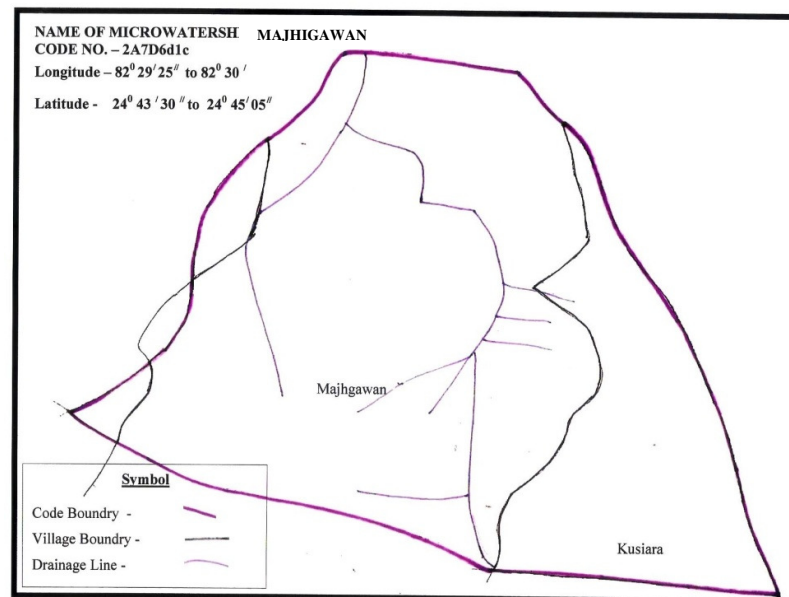 NAME OF MICROWATERSH MAJHIGAWAN
CODE NO. – 2A7D6d1c
Longitude – 82⁰ 29′ 25″ to 82⁰ 30 ′
Latitude - 24⁰ 43 ′ 30 ″ to 24⁰ 45′ 05″
Majhgawan
Kusiara
Symbol
Code Boundry -
Village Boundry -
Drainage Line -